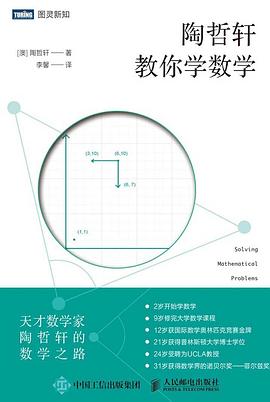 TURING 图灵新知
[澳] 陶哲轩 著
李馨 译
陶哲轩
教你学数学
(3,10)
(6,10)
(6, 7)
(1,1)
Solving
Mathematical
Problems
天才数学家
陶哲轩的
数学之路
2岁开始学数学
9岁修完大学数学课程
12岁获国际数学奥林匹克竞赛金牌
21岁获得普林斯顿大学博士学位
24岁受聘为UCLA教授
31岁获得数学界的诺贝尔奖——菲尔兹奖
中国工信出版集团
人民邮电出版社